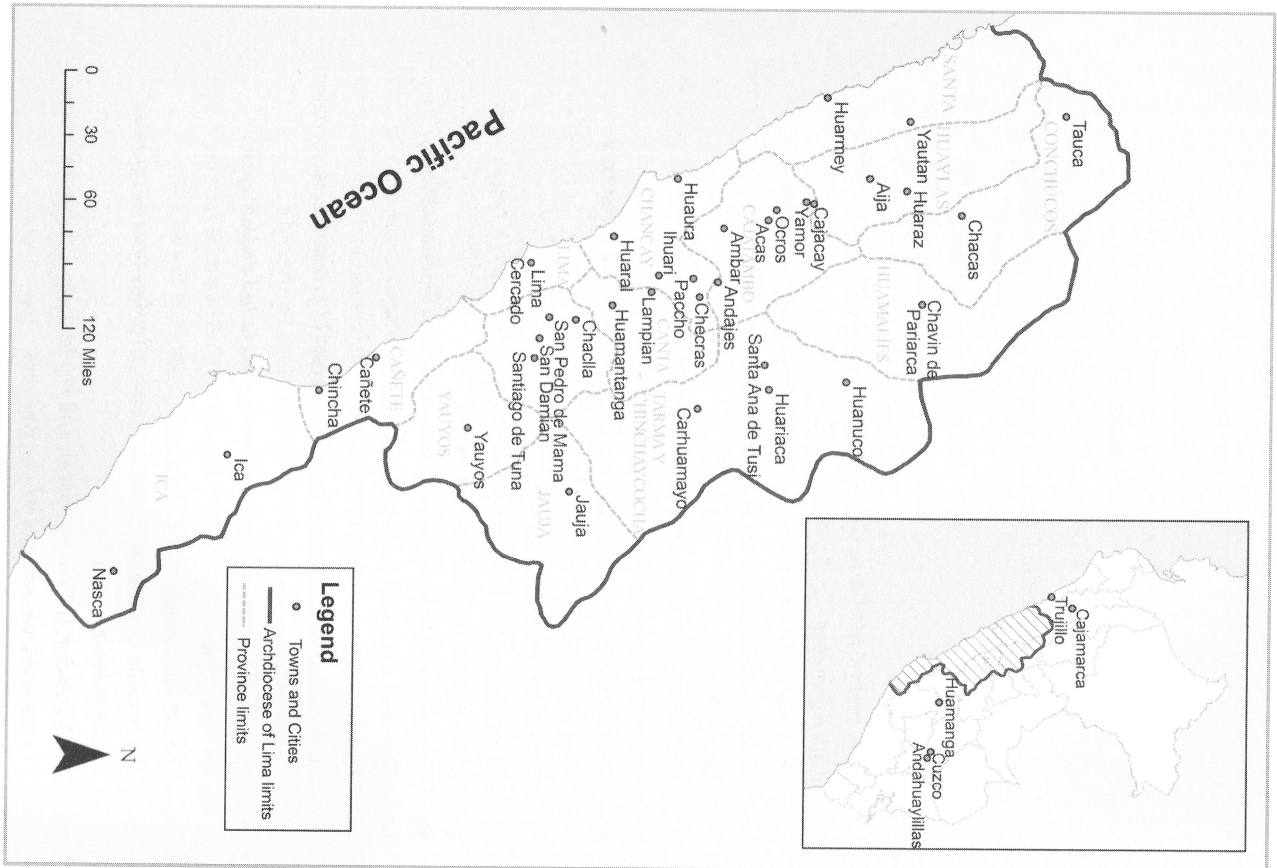 Tauca
CONCHUCOS
SANTA
HUAYLAS
Chacas
Yautan
Huaraz
Huarmey
Aija
Cajacay
Yamor
Ocros
Acas
CAJATAMBO
Ambar
Andajes
HUAMALIES
Chavin de
Pariarca
Huanuco
Huariaca
Santa Ana de Tusi
Huaura
CHANCAY
Ihuari
Paccho
Checras
Huaral
Lampian
CANTA
Huamantanga
TARMAY
CHINCHAYCOCHA
Carhuamayo
LIMA
Lima
Cercado
Chaclla
San Pedro de Mama
San Damian
Santiago de Tuna
Jauja
JAUJA
Yauyos
YAUYOS
CAÑETE
Cañete
Chincha
Ica
ICA
Nasca
Pacific Ocean
0 30 60 120 Miles
Cajamarca
Trujillo
Huamanga
Cuzco
Andahuaylillas
Legend
Towns and Cities
Archdiocese of Lima limits
Province limits
N